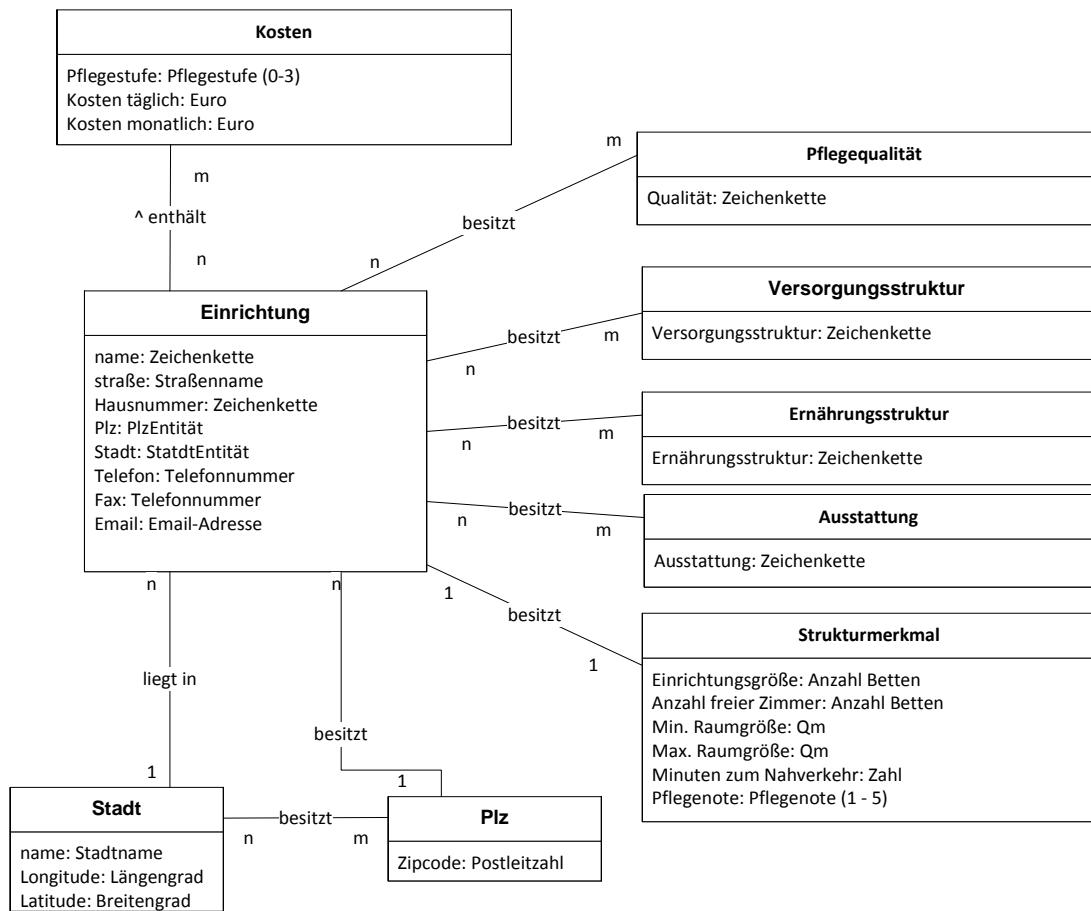 Kosten
Pflegestufe: Pflegestufe (0-3)
Kosten täglich: Euro
Kosten monatlich: Euro
m
^ enthält
n
m
besitzt
n
Pflegequalität
Qualität: Zeichenkette
Einrichtung
name: Zeichenkette
straße: Straßenname
Hausnummer: Zeichenkette
Plz: PlzEntität
Stadt: StatdtEntität
Telefon: Telefonnummer
Fax: Telefonnummer
Email: Email-Adresse
besitzt
m
n
Versorgungsstruktur
Versorgungsstruktur: Zeichenkette
besitzt
m
n
Ernährungsstruktur
Ernährungsstruktur: Zeichenkette
besitzt
m
n
Ausstattung
Ausstattung: Zeichenkette
1
besitzt
1
Strukturmerkmal
Einrichtungsgröße: Anzahl Betten
Anzahl freier Zimmer: Anzahl Betten
Min. Raumgröße: Qm
Max. Raumgröße: Qm
Minuten zum Nahverkehr: Zahl
Pflegenote: Pflegenote (1 - 5)
n
liegt in
1
n
besitzt
1
Stadt
name: Stadtname
Longitude: Längengrad
Latitude: Breitengrad
besitzt
n
m
Plz
Zipcode: Postleitzahl